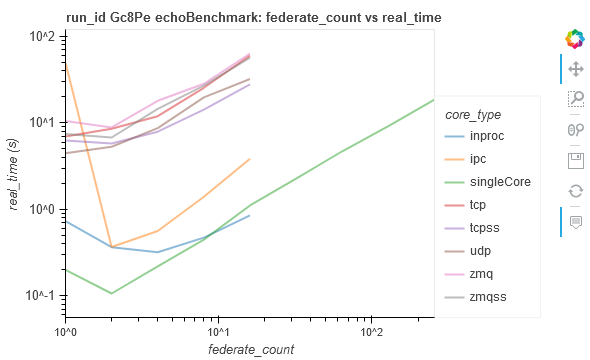 run_id Gc8Pe echoBenchmark: federate_count vs real_time
10^2
10^1
10^0
10^-1
real_time (s)
10^0
10^1
10^2
federate_count
core_type
inproc
ipc
singleCore
tcp
tcpss
udp
zmq
zmqss